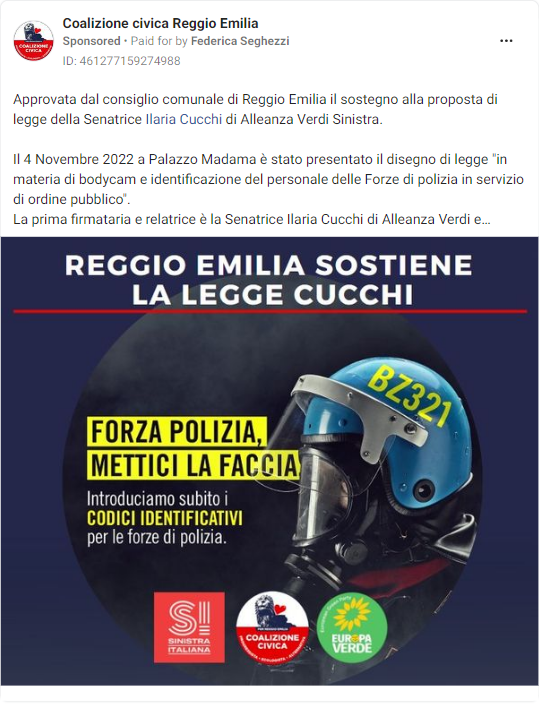 Coalizione civica Reggio Emilia
Sponsored • Paid for by Federica Seghezzi
ID: 461277159274988
Approvata dal consiglio comunale di Reggio Emilia il sostegno alla proposta di
legge della Senatrice Ilaria Cucchi di Alleanza Verdi Sinistra.
Il 4 Novembre 2022 a Palazzo Madama è stato presentato il disegno di legge "in
materia di bodycam e identificazione del personale delle Forze di polizia in servizio
di ordine pubblico".
La prima firmataria e relatrice è la Senatrice Ilaria Cucchi di Alleanza Verdi e...
REGGIO EMILIA SOSTIENE
LA LEGGE CUCCHI
BZ321
FORZA POLIZIA,
METTICI LA FACCIA
Introduciamo subito i
CODICI IDENTIFICATIVI
per le forze di polizia.
SI
SINISTRA
ITALIANA
COALIZIONE
CIVICA
EUROPA
VERDE